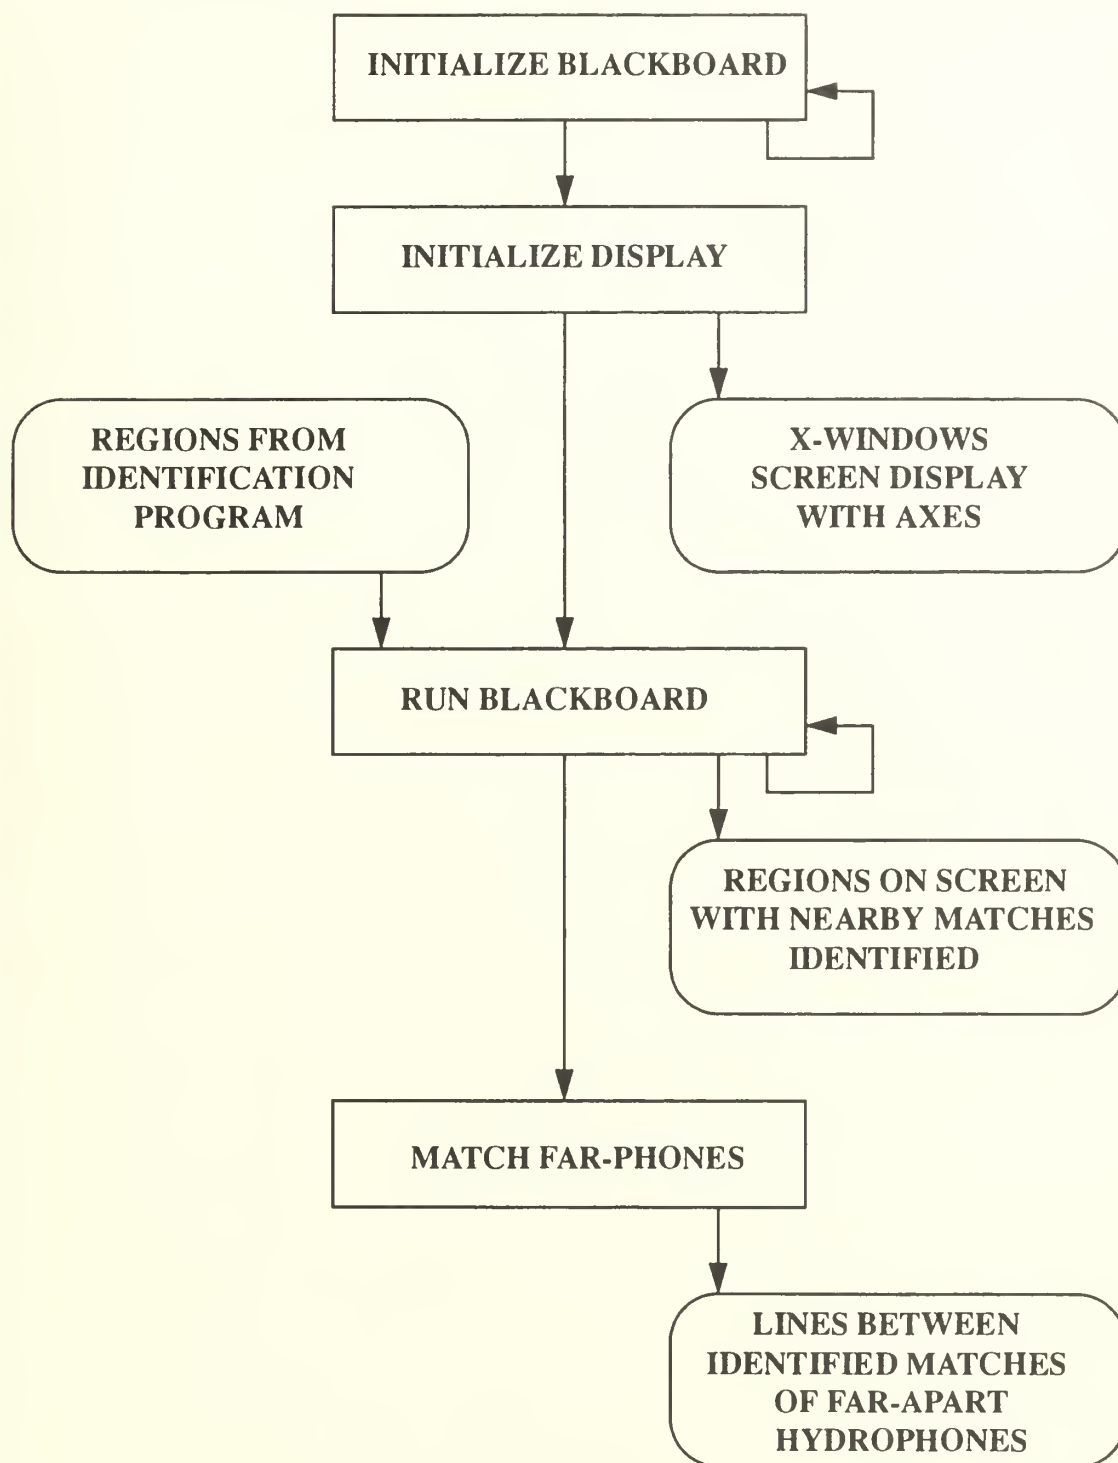 INITIALIZE BLACKBOARD
INITIALIZE DISPLAY
REGIONS FROM
IDENTIFICATION
PROGRAM
X-WINDOWS
SCREEN DISPLAY
WITH AXES
RUN BLACKBOARD
REGIONS ON SCREEN
WITH NEARBY MATCHES
IDENTIFIED
MATCH FAR-PHONES
LINES BETWEEN
IDENTIFIED MATCHES
OF FAR-APART
HYDROPHONES